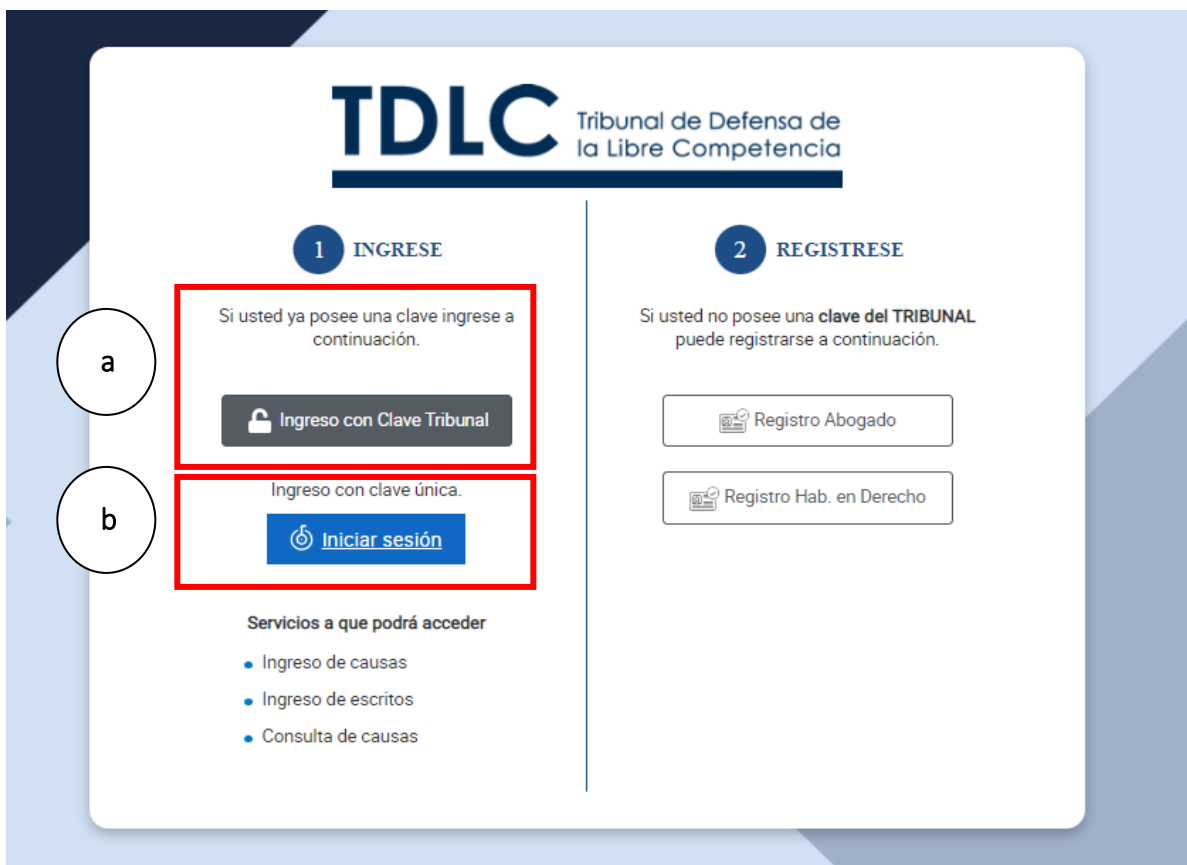 TDLC
Tribunal de Defensa de
la Libre Competencia
1 INGRESE
a
Si usted ya posee una clave ingrese a
continuación.
Ingreso con Clave Tribunal
b
Ingreso con clave única.
Iniciar sesión
Servicios a que podrá acceder
Ingreso de causas
Ingreso de escritos
Consulta de causas
2 REGISTRESE
Si usted no posee una clave del TRIBUNAL
puede registrarse a continuación.
Registro Abogado
Registro Hab. en Derecho